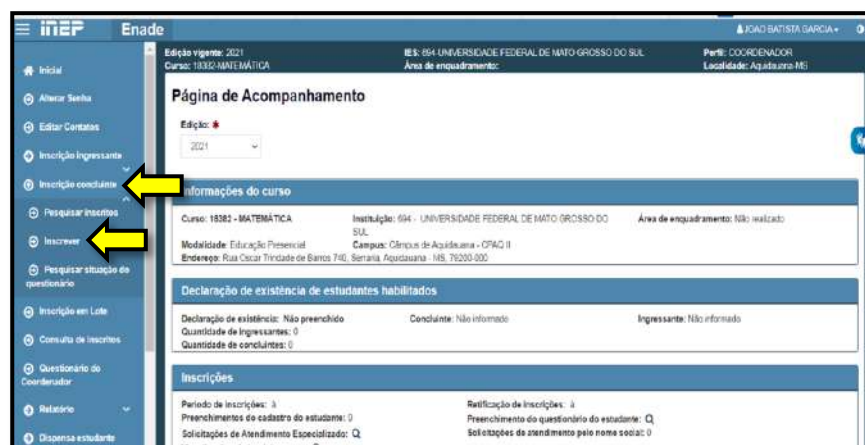 inep Enade
JOAO BATISTA GARCIA
Inicial
Alterar Senha
Editar Contatos
Inscrição Ingressante
Inscrição concluinte
Pesquisar inscritos
Inscrever
Pesquisar situação do
questionário
Inscrição em Lote
Consulta de inscritos
Questionário do
Coordenador
Relatório
Dispensa estudante
Edição vigente: 2021 IES: 694-UNIVERSIDADE FEDERAL DE MATO GROSSO DO SUL Perfil: COORDENADOR
Curso: 18382-MATEMÁTICA Área de enquadramento: Localidade: Aquidauana-MS
Página de Acompanhamento
Edição: *
2021
Informações do curso
Curso: 18382 - MATEMÁTICA Instituição: 694 - UNIVERSIDADE FEDERAL DE MATO GROSSO DO Área de enquadramento: Não realizado
SUL
Modalidade: Educação Presencial Campus: Câmpus de Aquidauana - CPAQ II
Endereço: Rua Oscar Trindade de Barros 740, Serraria, Aquidauana - MS, 79200-000
Declaração de existência de estudantes habilitados
Declaração de existência: Não preenchido Concluinte: Não informado Ingressante: Não informado
Quantidade de ingressantes: 0
Quantidade de concluintes: 0
Inscrições
Período de inscrições: à Retificação de inscrições: à
Preenchimentos do cadastro do estudante: 0 Preenchimento do questionário do estudante:
Solicitações de Atendimento Especializado: Solicitações de atendimento pelo nome social: 0